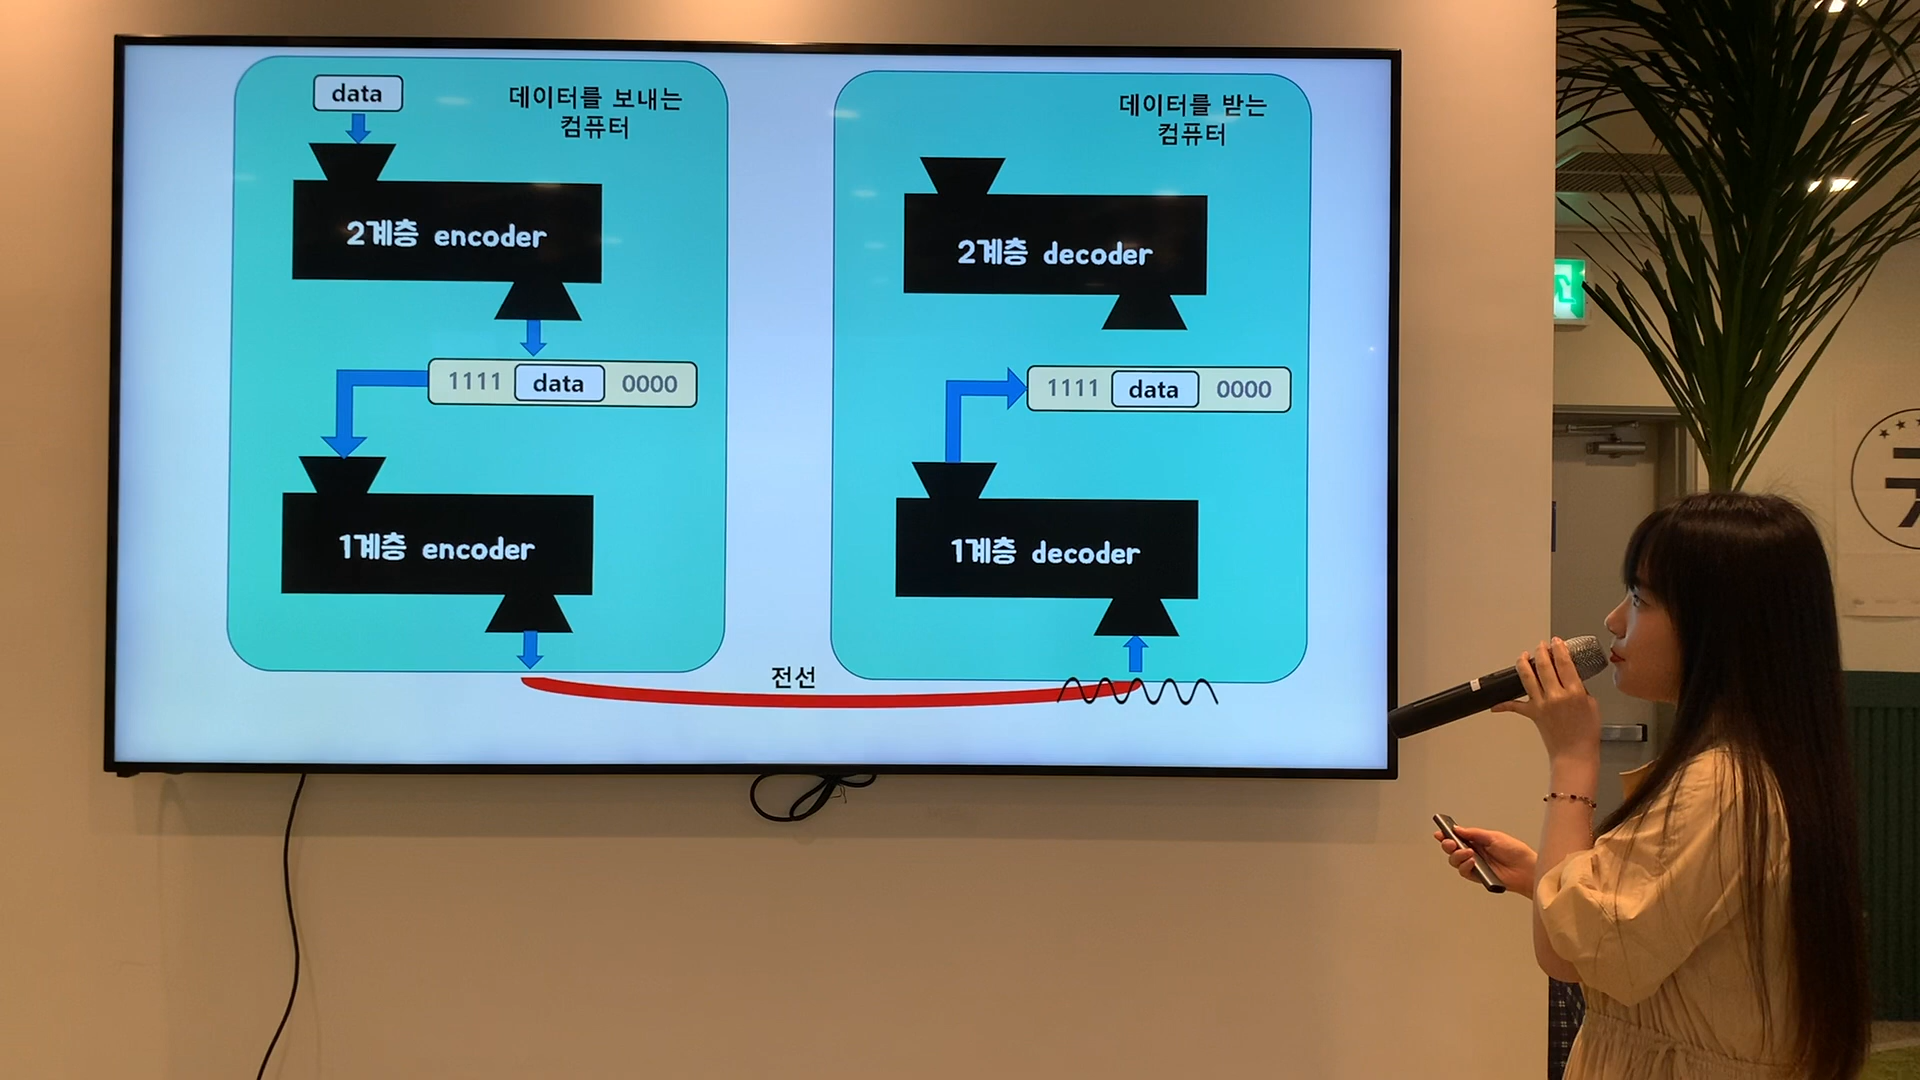 data
데이터를 보내는
컴퓨터
2계층 encoder
1111 data 0000
1계층 encoder
데이터를 받는
컴퓨터
2계층 decoder
1111 data 0000
1계층 decoder
전선